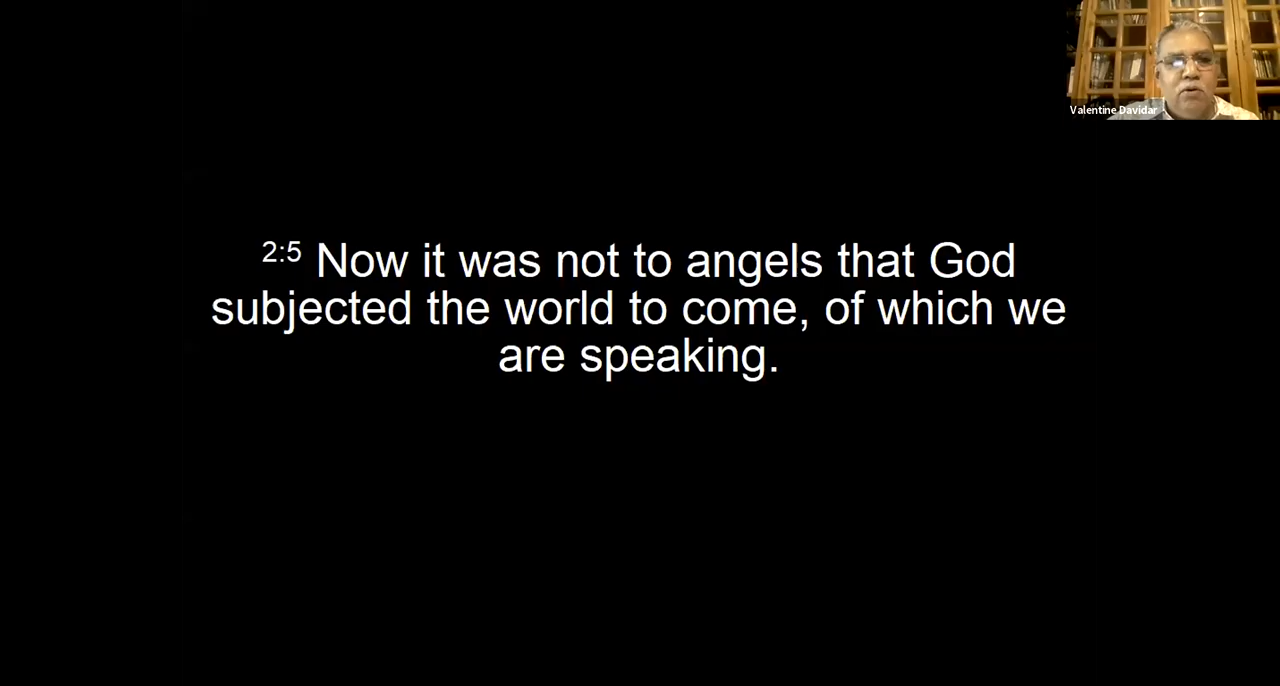 Valentine Davidar
2:5 Now it was not to angels that God
subjected the world to come, of which we
are speaking.